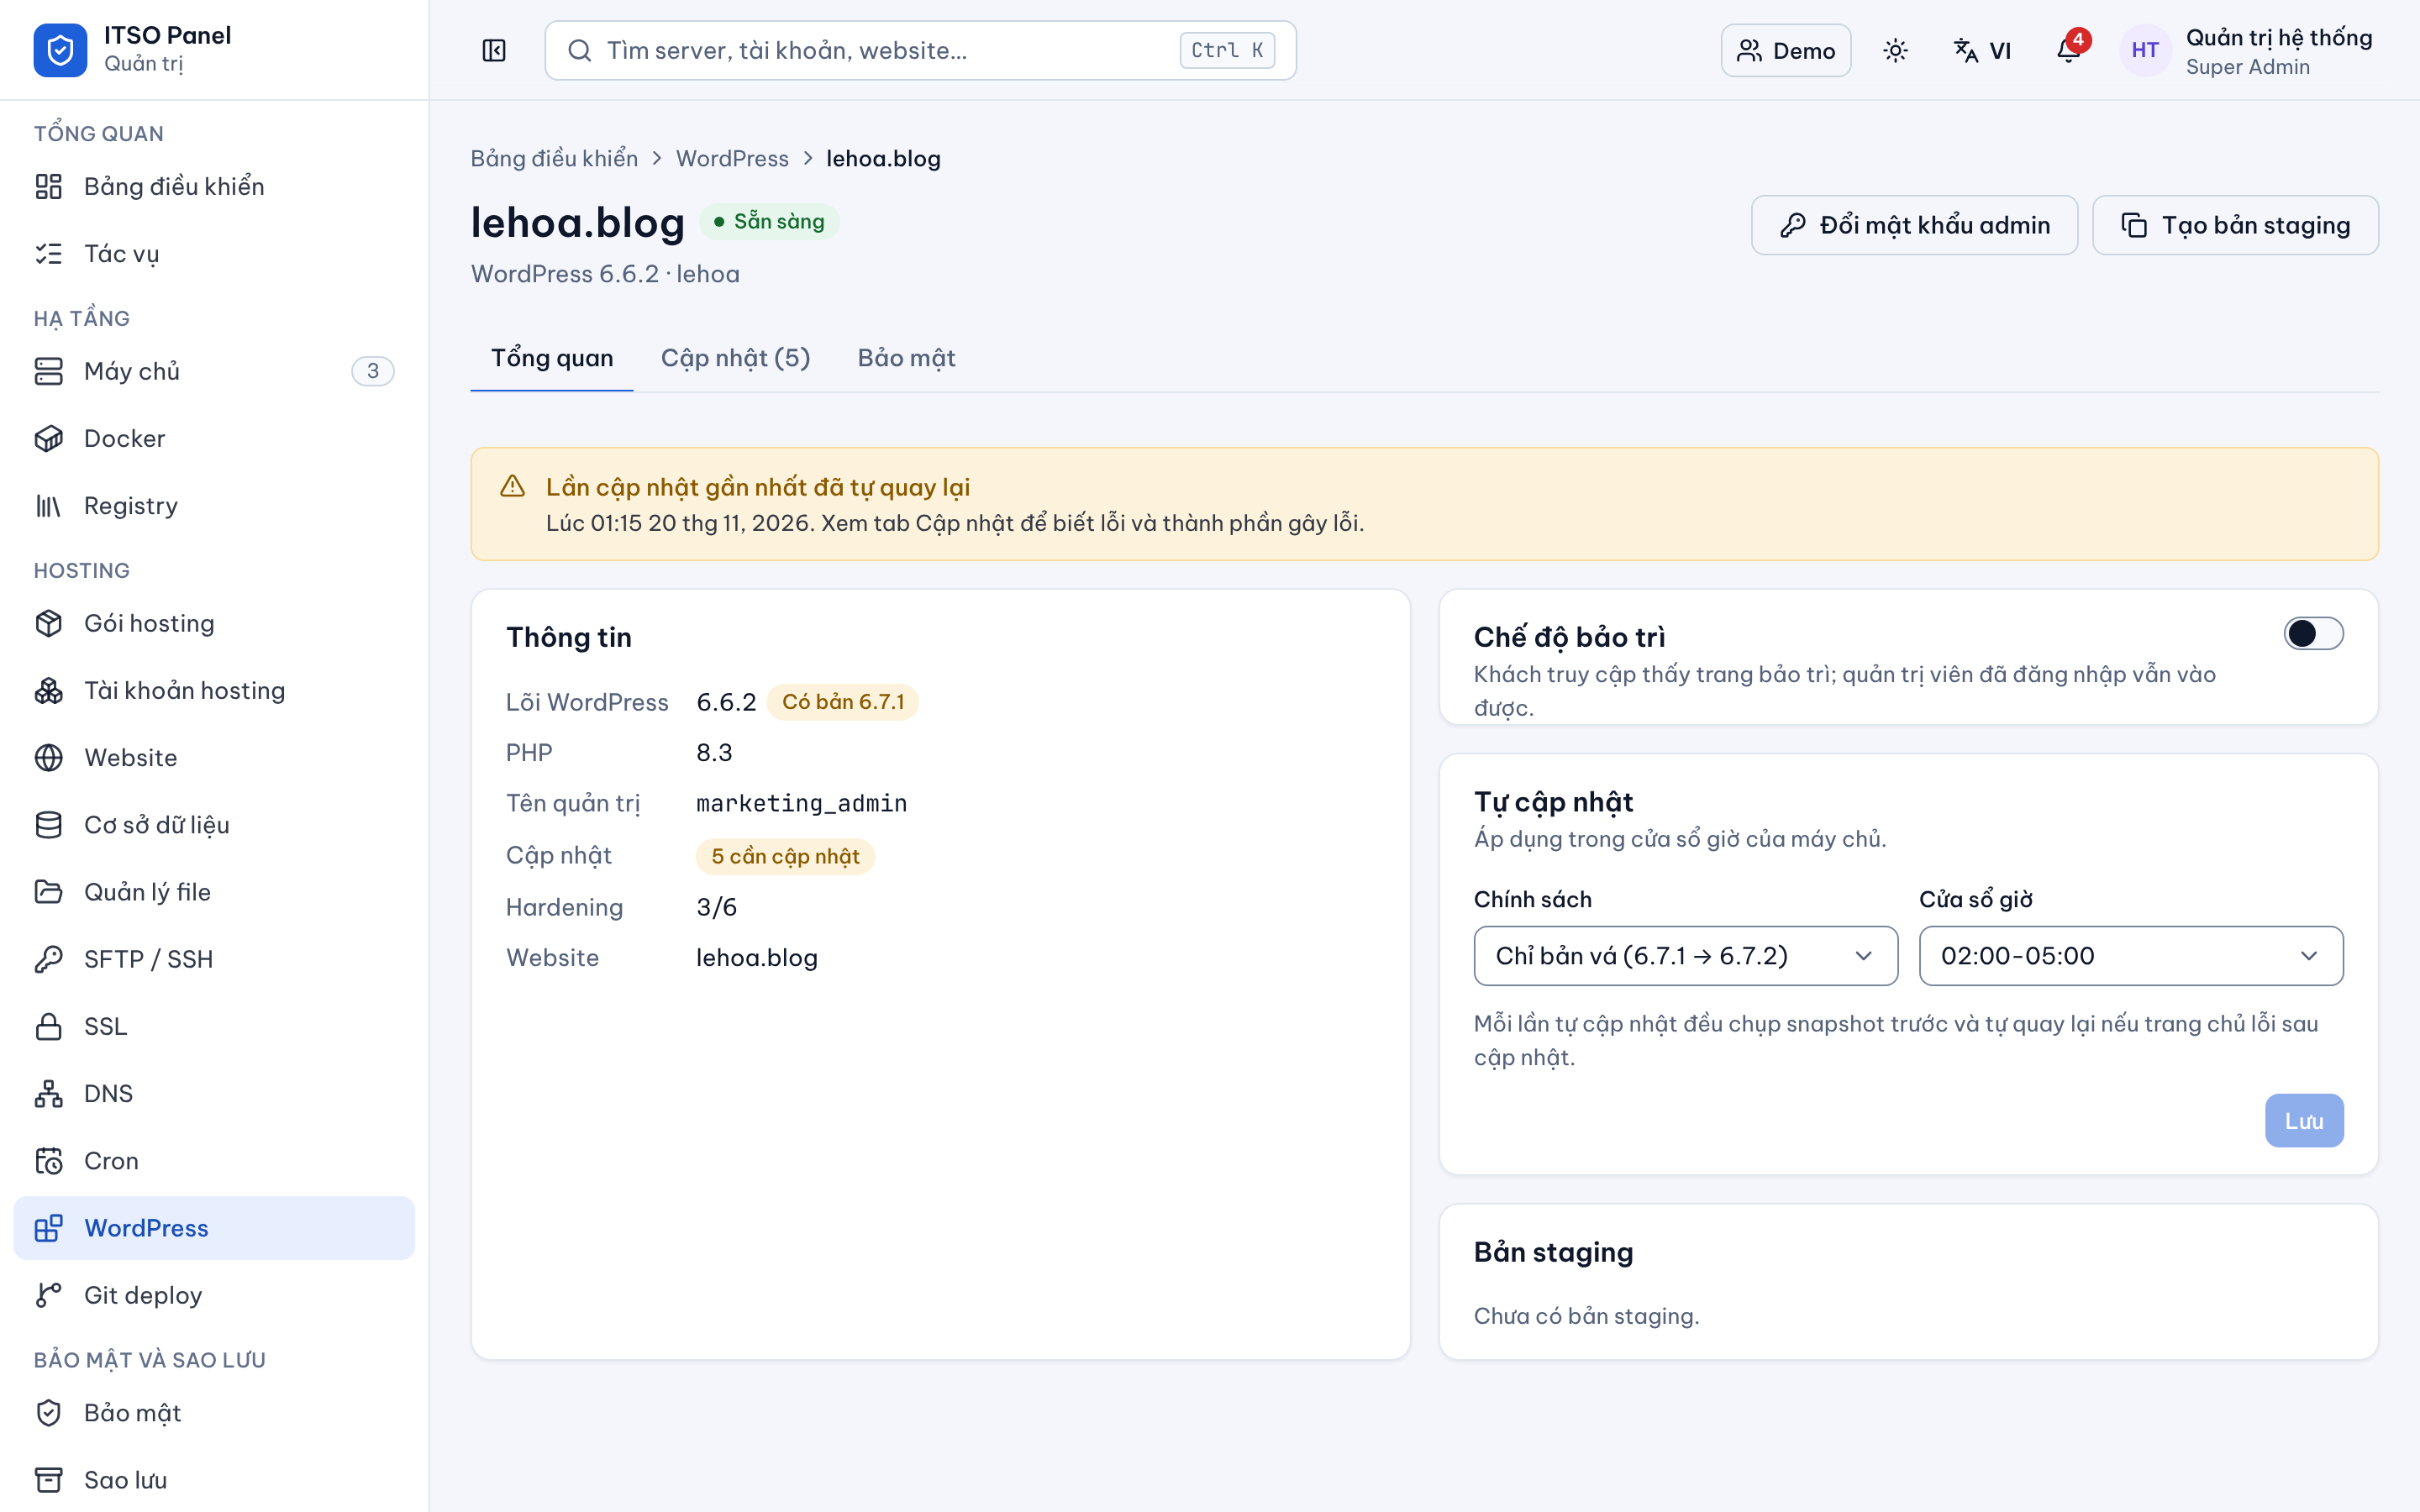 ITSO Panel
Quản trị
Tìm server, tài khoản, website...
Ctrl K
Demo
VI
4
HT
Quản trị hệ thống
Super Admin
TỔNG QUAN
Bảng điều khiển
Tác vụ
HẠ TẦNG
Máy chủ
3
Docker
Registry
HOSTING
Gói hosting
Tài khoản hosting
Website
Cơ sở dữ liệu
Quản lý file
SFTP / SSH
SSL
DNS
Cron
WordPress
Git deploy
BẢO MẬT VÀ SAO LƯU
Bảo mật
Sao lưu
Bảng điều khiển > WordPress > lehoa.blog
lehoa.blog
Sẵn sàng
WordPress 6.6.2 · lehoa
Đổi mật khẩu admin
Tạo bản staging
Tổng quan
Cập nhật (5)
Bảo mật
Lần cập nhật gần nhất đã tự quay lại
Lúc 01:15 20 thg 11, 2026. Xem tab Cập nhật để biết lỗi và thành phần gây lỗi.
Thông tin
Lõi WordPress 6.6.2 Có bản 6.7.1
PHP 8.3
Tên quản trị marketing_admin
Cập nhật 5 cần cập nhật
Hardening 3/6
Website lehoa.blog
Chế độ bảo trì
Khách truy cập thấy trang bảo trì; quản trị viên đã đăng nhập vẫn vào
được.
Tự cập nhật
Áp dụng trong cửa sổ giờ của máy chủ.
Chính sách
Cửa sổ giờ
Chỉ bản vá (6.7.1 → 6.7.2)
02:00-05:00
Mỗi lần tự cập nhật đều chụp snapshot trước và tự quay lại nếu trang chủ lỗi sau
cập nhật.
Lưu
Bản staging
Chưa có bản staging.